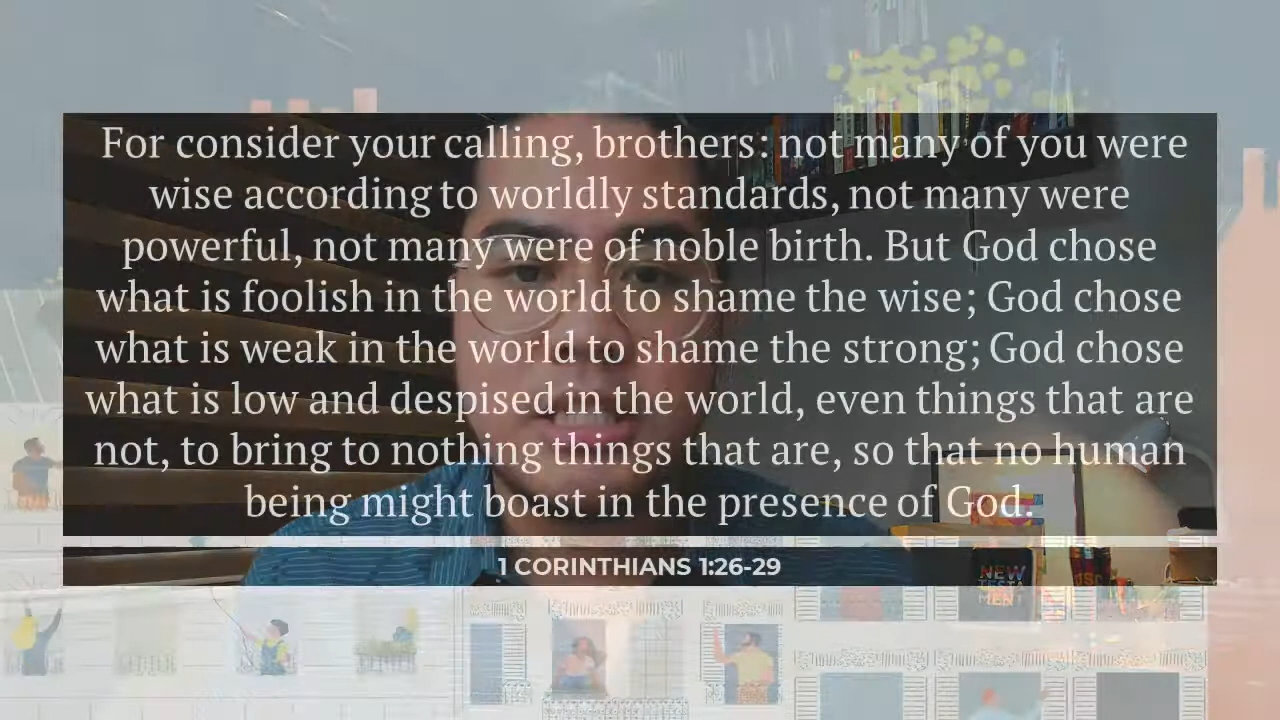 For consider your calling, brothers: not many of you were
wise according to worldly standards, not many were
powerful, not many were of noble birth. But God chose
what is foolish in the world to shame the wise; God chose
what is weak in the world to shame the strong; God chose
what is low and despised in the world, even things that are
not, to bring to nothing things that are, so that no human
being might boast in the presence of God.
1 CORINTHIANS 1:26-29
NEW
TESTA
MENT